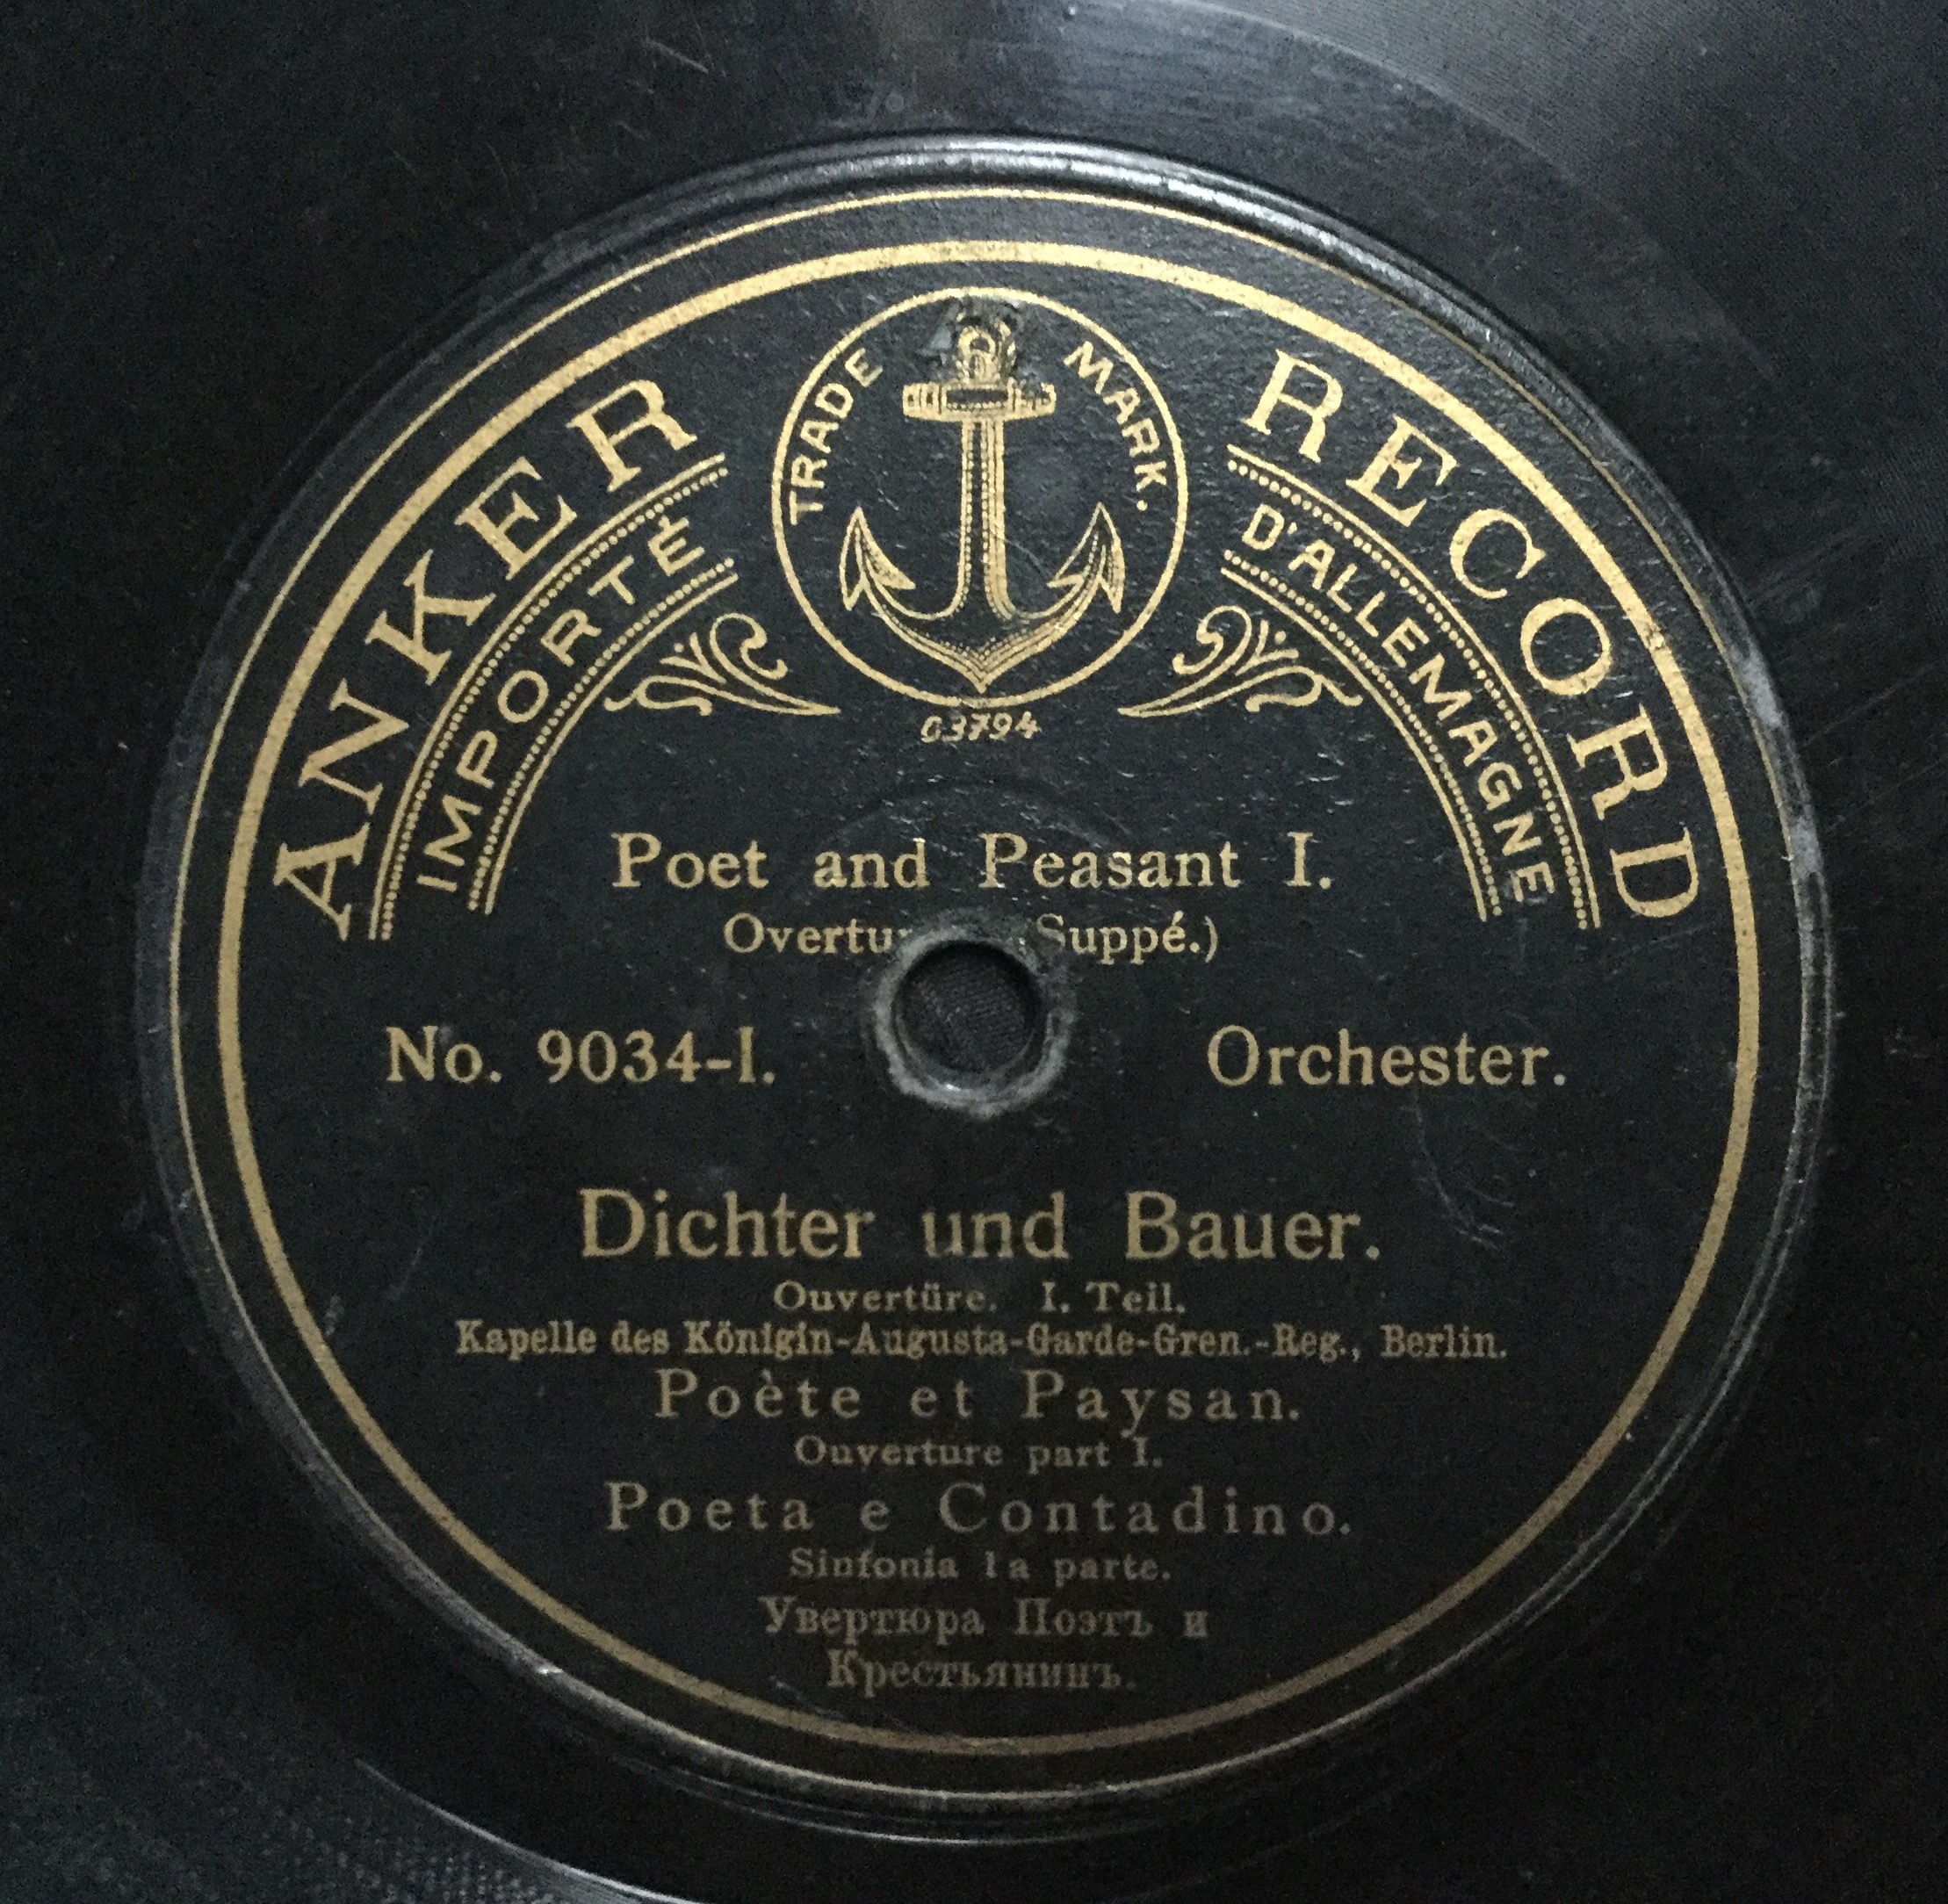 ANKER RECORD
IMPORTÉ D'ALLEMAGNE
TRADE MARK.
03794
Poet and Peasant I.
Suppé.)
No. 9034-I.
Orchester.
Dichter und Bauer.
Ouvertüre. I. Teil.
Kapelle des Königin-Augusta-Garde-Gren.-Reg., Berlin.
Poète et Paysan.
Ouverture part I.
Poeta e Contadino.
Sinfonia 1a parte.
Увертюра Поэтъ и
Крестьянинъ.